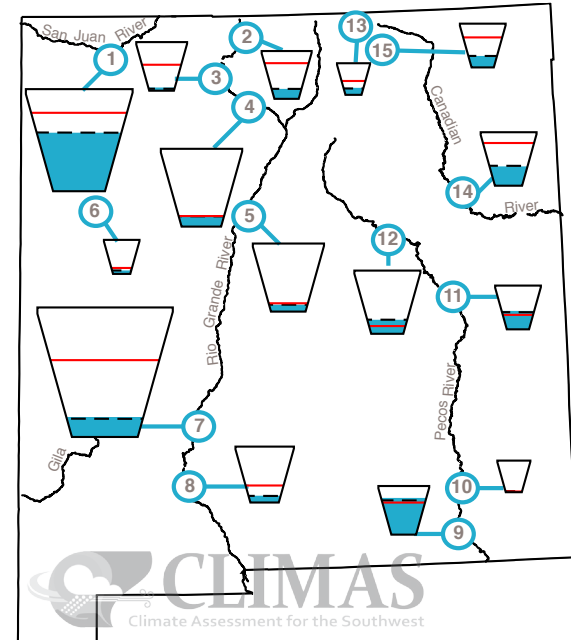 San Juan River
1
2
3
4
5
6
7
8
9
10
11
12
13
14
15
Canadian
River
Rio Grande River
Pecos River
Gila
CLIMAS
Climate Assessment for the Southwest